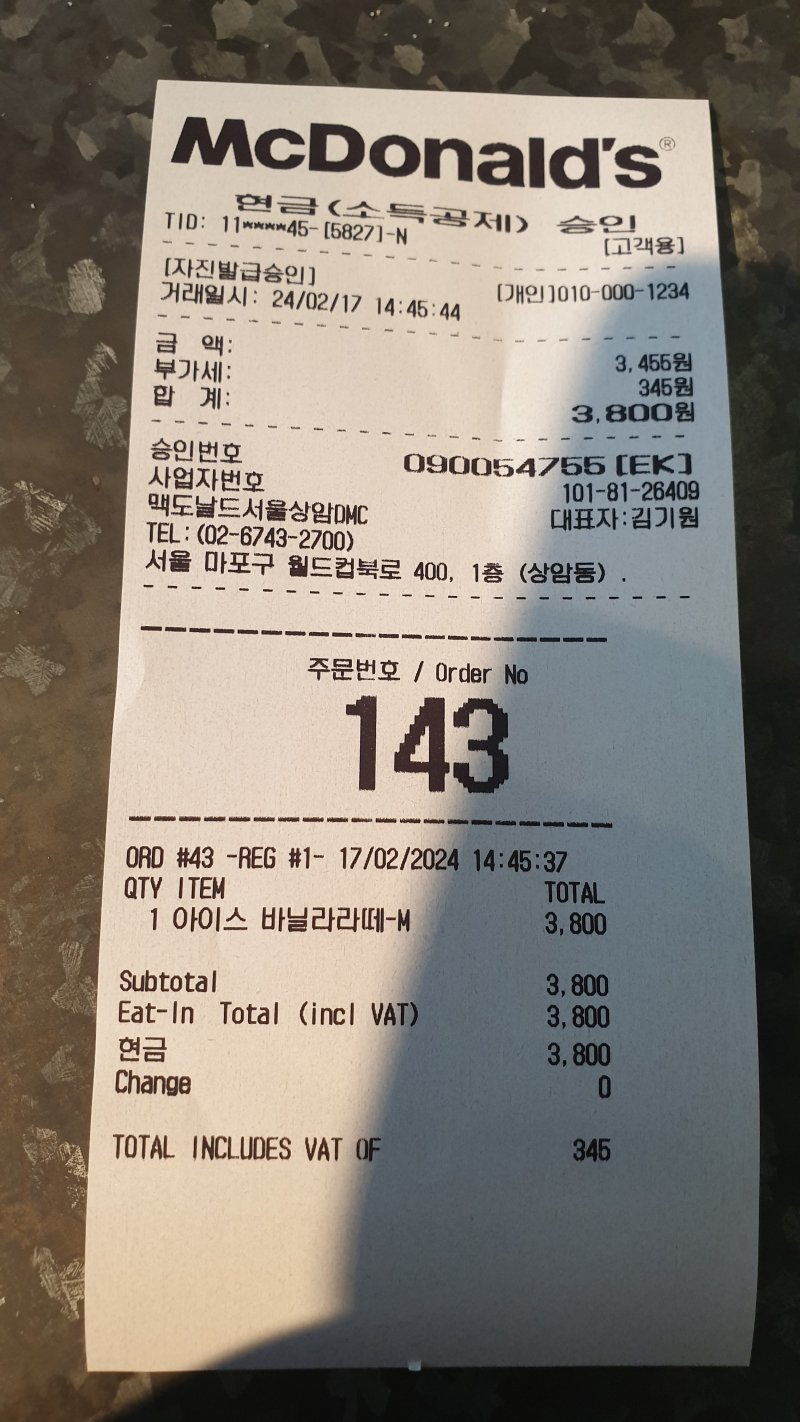 McDonald's®
현금(소득공제) 승인
TID: 11****45-[5827]-N [고객용]
[자진발급승인]
거래일시: 24/02/17 14:45:44 [개인]010-000-1234
금 액: 3,455원
부가세: 345원
합 계: 3,800원
승인번호 090054755 [EK]
사업자번호 101-81-26409
맥도날드서울상암DMC 대표자:김기원
TEL:(02-6743-2700)
서울 마포구 월드컵북로 400, 1층 (상암동) .
주문번호 / Order No
143
ORD #43 -REG #1- 17/02/2024 14:45:37
QTY ITEM TOTAL
1 아이스 바닐라라떼-M 3,800
Subtotal 3,800
Eat-In Total (incl VAT) 3,800
현금 3,800
Change 0
TOTAL INCLUDES VAT OF 345